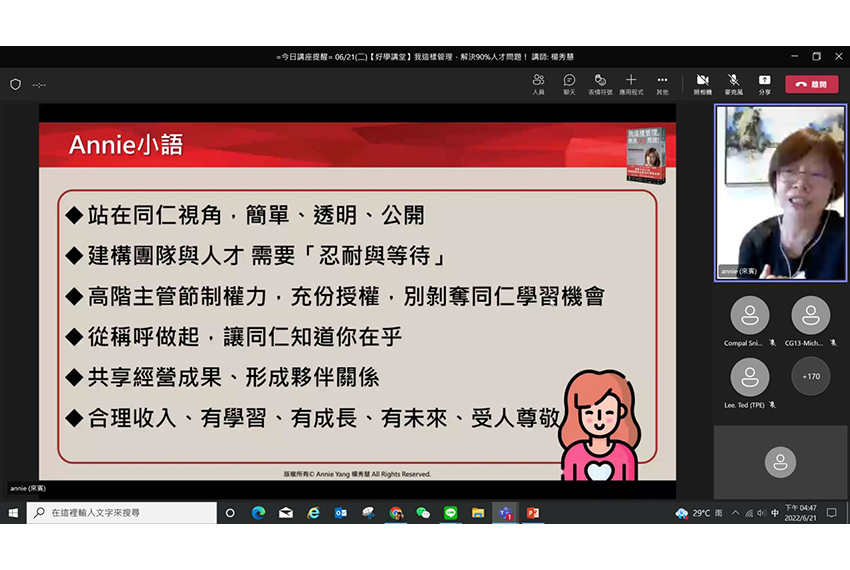 =今日講座提醒= 06/21(二)【好學講堂】我這樣管理，解決90%人才問題！ 講師: 楊秀慧
--:--
人員
聊天
表情符號
應用程式
其他
照相機
麥克風
分享
離開
Annie小語
我這樣管理，
◆站在同仁視角，簡單、透明、公開
◆建構團隊與人才 需要「忍耐與等待」
◆高階主管節制權力，充份授權，別剝奪同仁學習機會
◆從稱呼做起，讓同仁知道你在乎
◆共享經營成果、形成夥伴關係
◆合理收入、有學習、有成長、有未來、受人尊敬
版權所有© Annie Yang 楊秀慧 All Rights Reserved.
annie (來賓)
annie (來賓)
Compal Sni...
CG13-Mich...
Lee. Ted (TPE)
+170
在這裡輸入文字來搜尋
29°C 雨
中
下午 04:47
2022/6/21